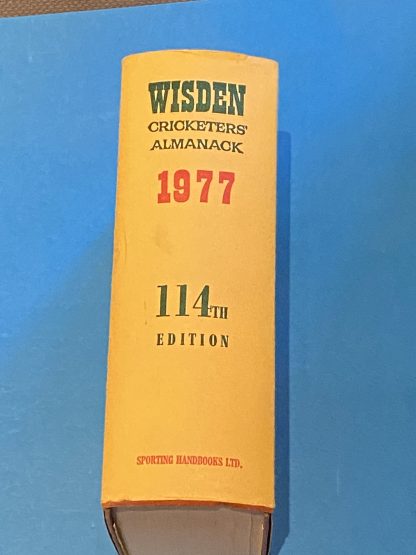 WISDEN
CRICKETERS'
ALMANACK
1977
114TH
EDITION
SPORTING HANDBOOKS LTD.